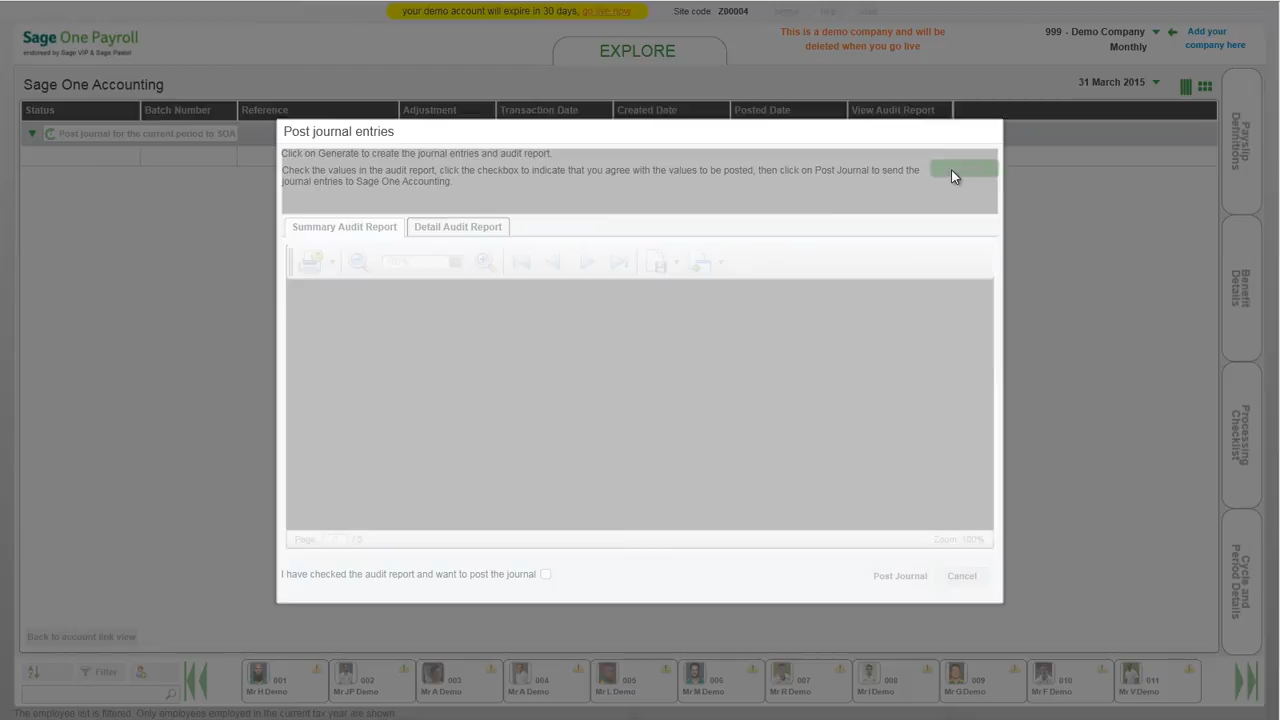 your demo account will expire in 30 days, go live now
Site code Z00004
home help chat
Sage One Payroll
endorsed by Sage VIP & Sage Pastel
EXPLORE
This is a demo company and will be
deleted when you go live
999 - Demo Company
Monthly
Add your
company here
Sage One Accounting
31 March 2015
Status Batch Number Reference Adjustment Transaction Date Created Date Posted Date View Audit Report
Post journal for the current period to SOA
Post journal entries
Click on Generate to create the journal entries and audit report.
Check the values in the audit report, click the checkbox to indicate that you agree with the values to be posted, then click on Post Journal to send the
journal entries to Sage One Accounting.
Summary Audit Report Detail Audit Report
100%
Page: / 0 Zoom: 100%
I have checked the audit report and want to post the journal
Post Journal Cancel
Payslip
Definitions
Benefit
Details
Processing
Checklist
Cycle and
Period Details
Back to account link view
Filter
001
Mr H Demo
002
Mr JP Demo
003
Mr A Demo
004
Mr A Demo
005
Mr L Demo
006
Mr M Demo
007
Mr R Demo
008
Mr I Demo
009
Mr G Demo
010
Mr F Demo
011
Mr V Demo
The employee list is filtered. Only employees employed in the current tax year are shown